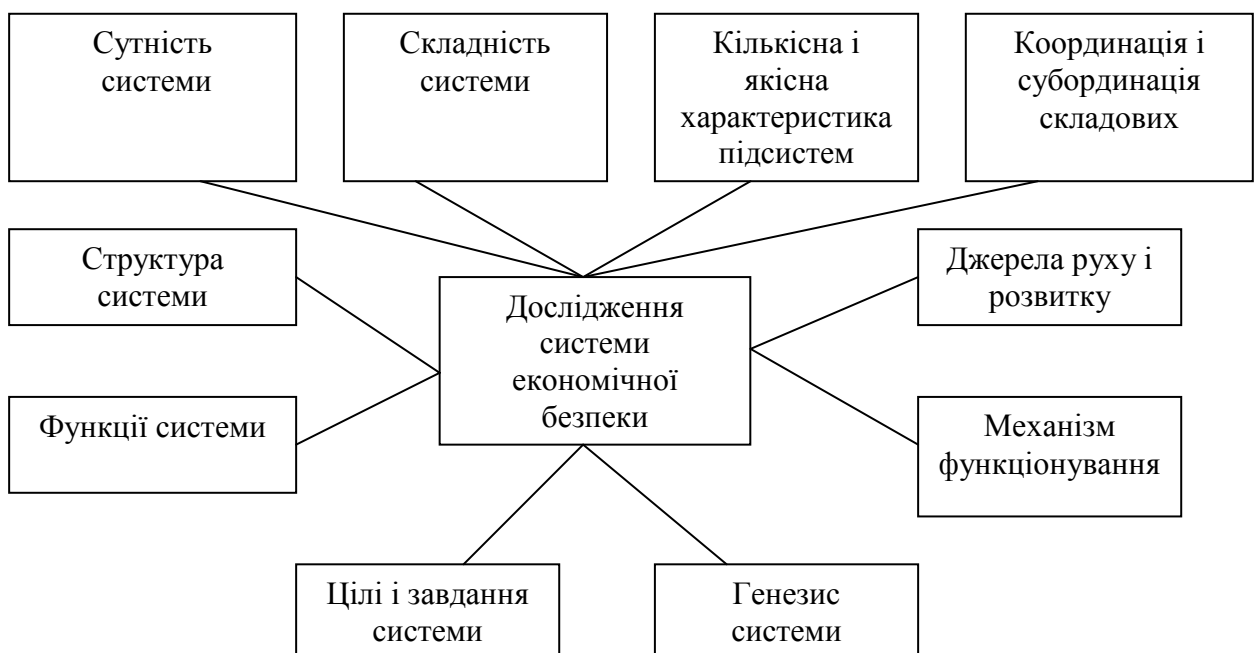 Сутність
системи
Складність
системи
Кількісна і
якісна
характеристика
підсистем
Координація і
субординація
складових
Структура
системи
Дослідження
системи
економічної
безпеки
Джерела руху і
розвитку
Функції системи
Механізм
функціонування
Цілі і завдання
системи
Генезис
системи